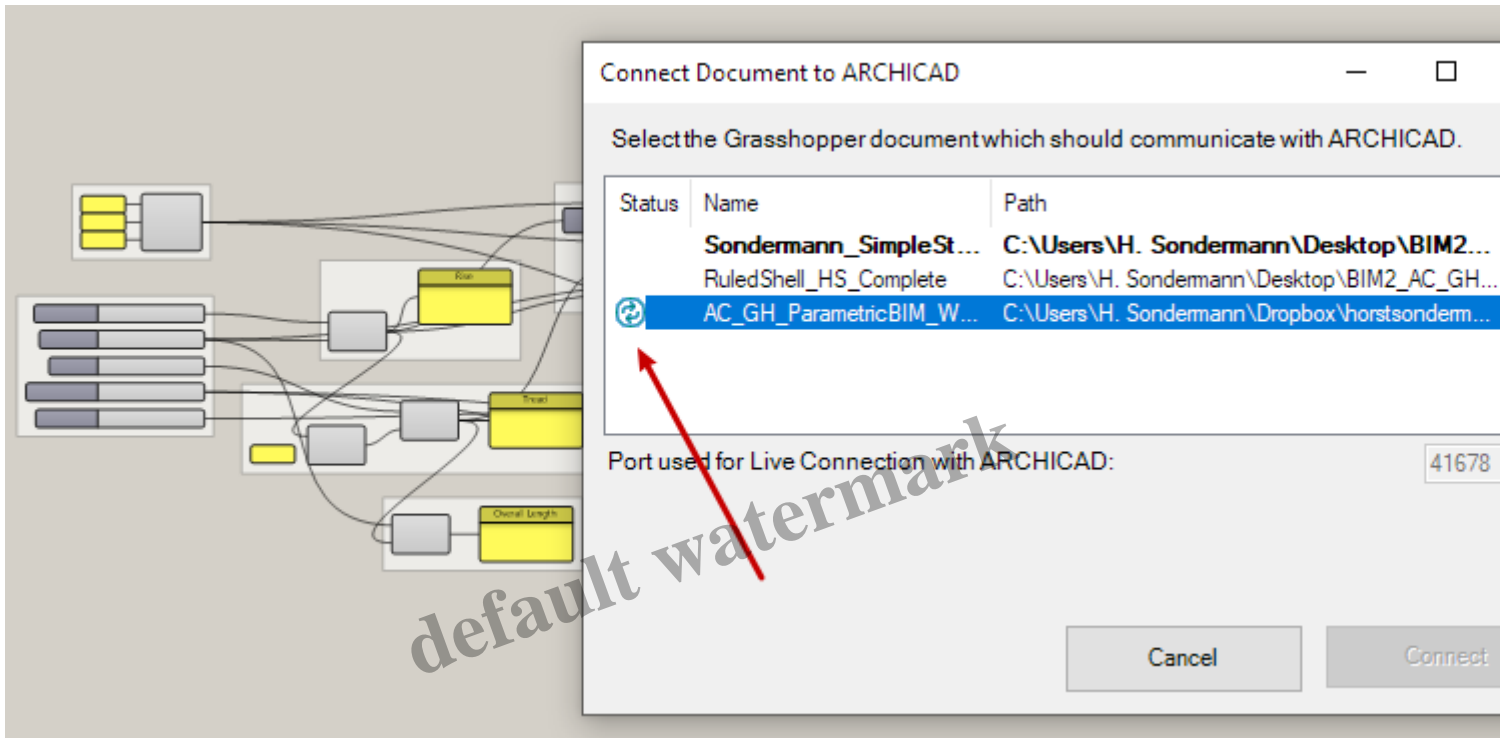 Connect Document to ARCHICAD
Select the Grasshopper document which should communicate with ARCHICAD.
Status Name Path
Sondermann_SimpleSt... C:\Users\H. Sondermann\Desktop\BIM2...
RuledShell_HS_Complete C:\Users\H. Sondermann\Desktop\BIM2_AC_GH...
AC_GH_ParametricBIM_W... C:\Users\H. Sondermann\Dropbox\horstsonderm...
Port used for Live Connection with ARCHICAD: 41678
Cancel Connect
Rise
Tread
Overall Length
default watermark